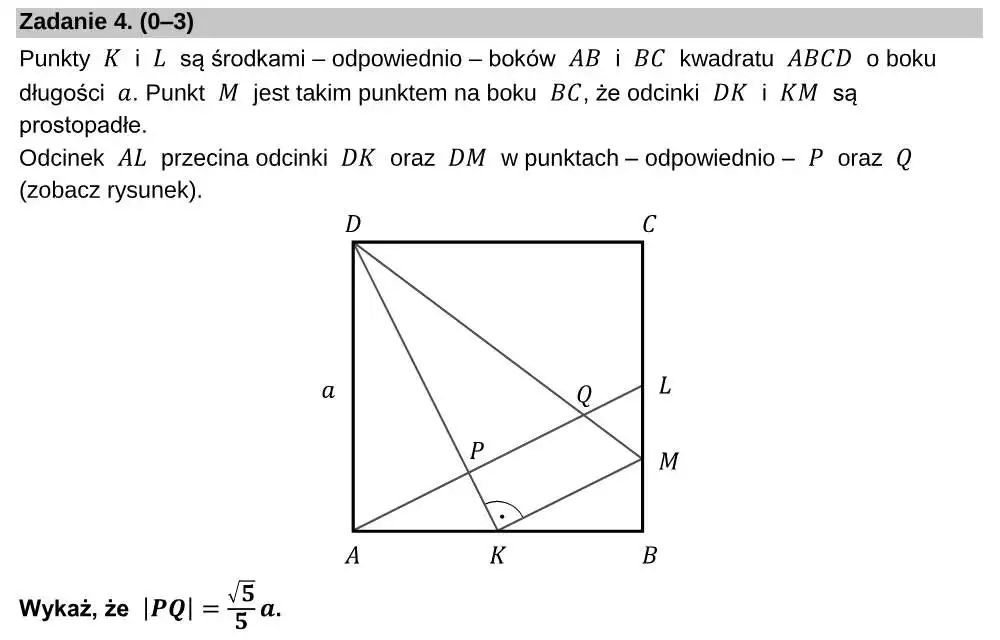 Zadanie 4. (0–3)
Punkty K i L są środkami – odpowiednio – boków AB i BC kwadratu ABCD o boku
długości a. Punkt M jest takim punktem na boku BC, że odcinki DK i KM są
prostopadłe.
Odcinek AL przecina odcinki DK oraz DM w punktach – odpowiednio – P oraz Q
(zobacz rysunek).
D C
a Q L
P M
A K B
Wykaż, że |PQ| = √5/5 a.